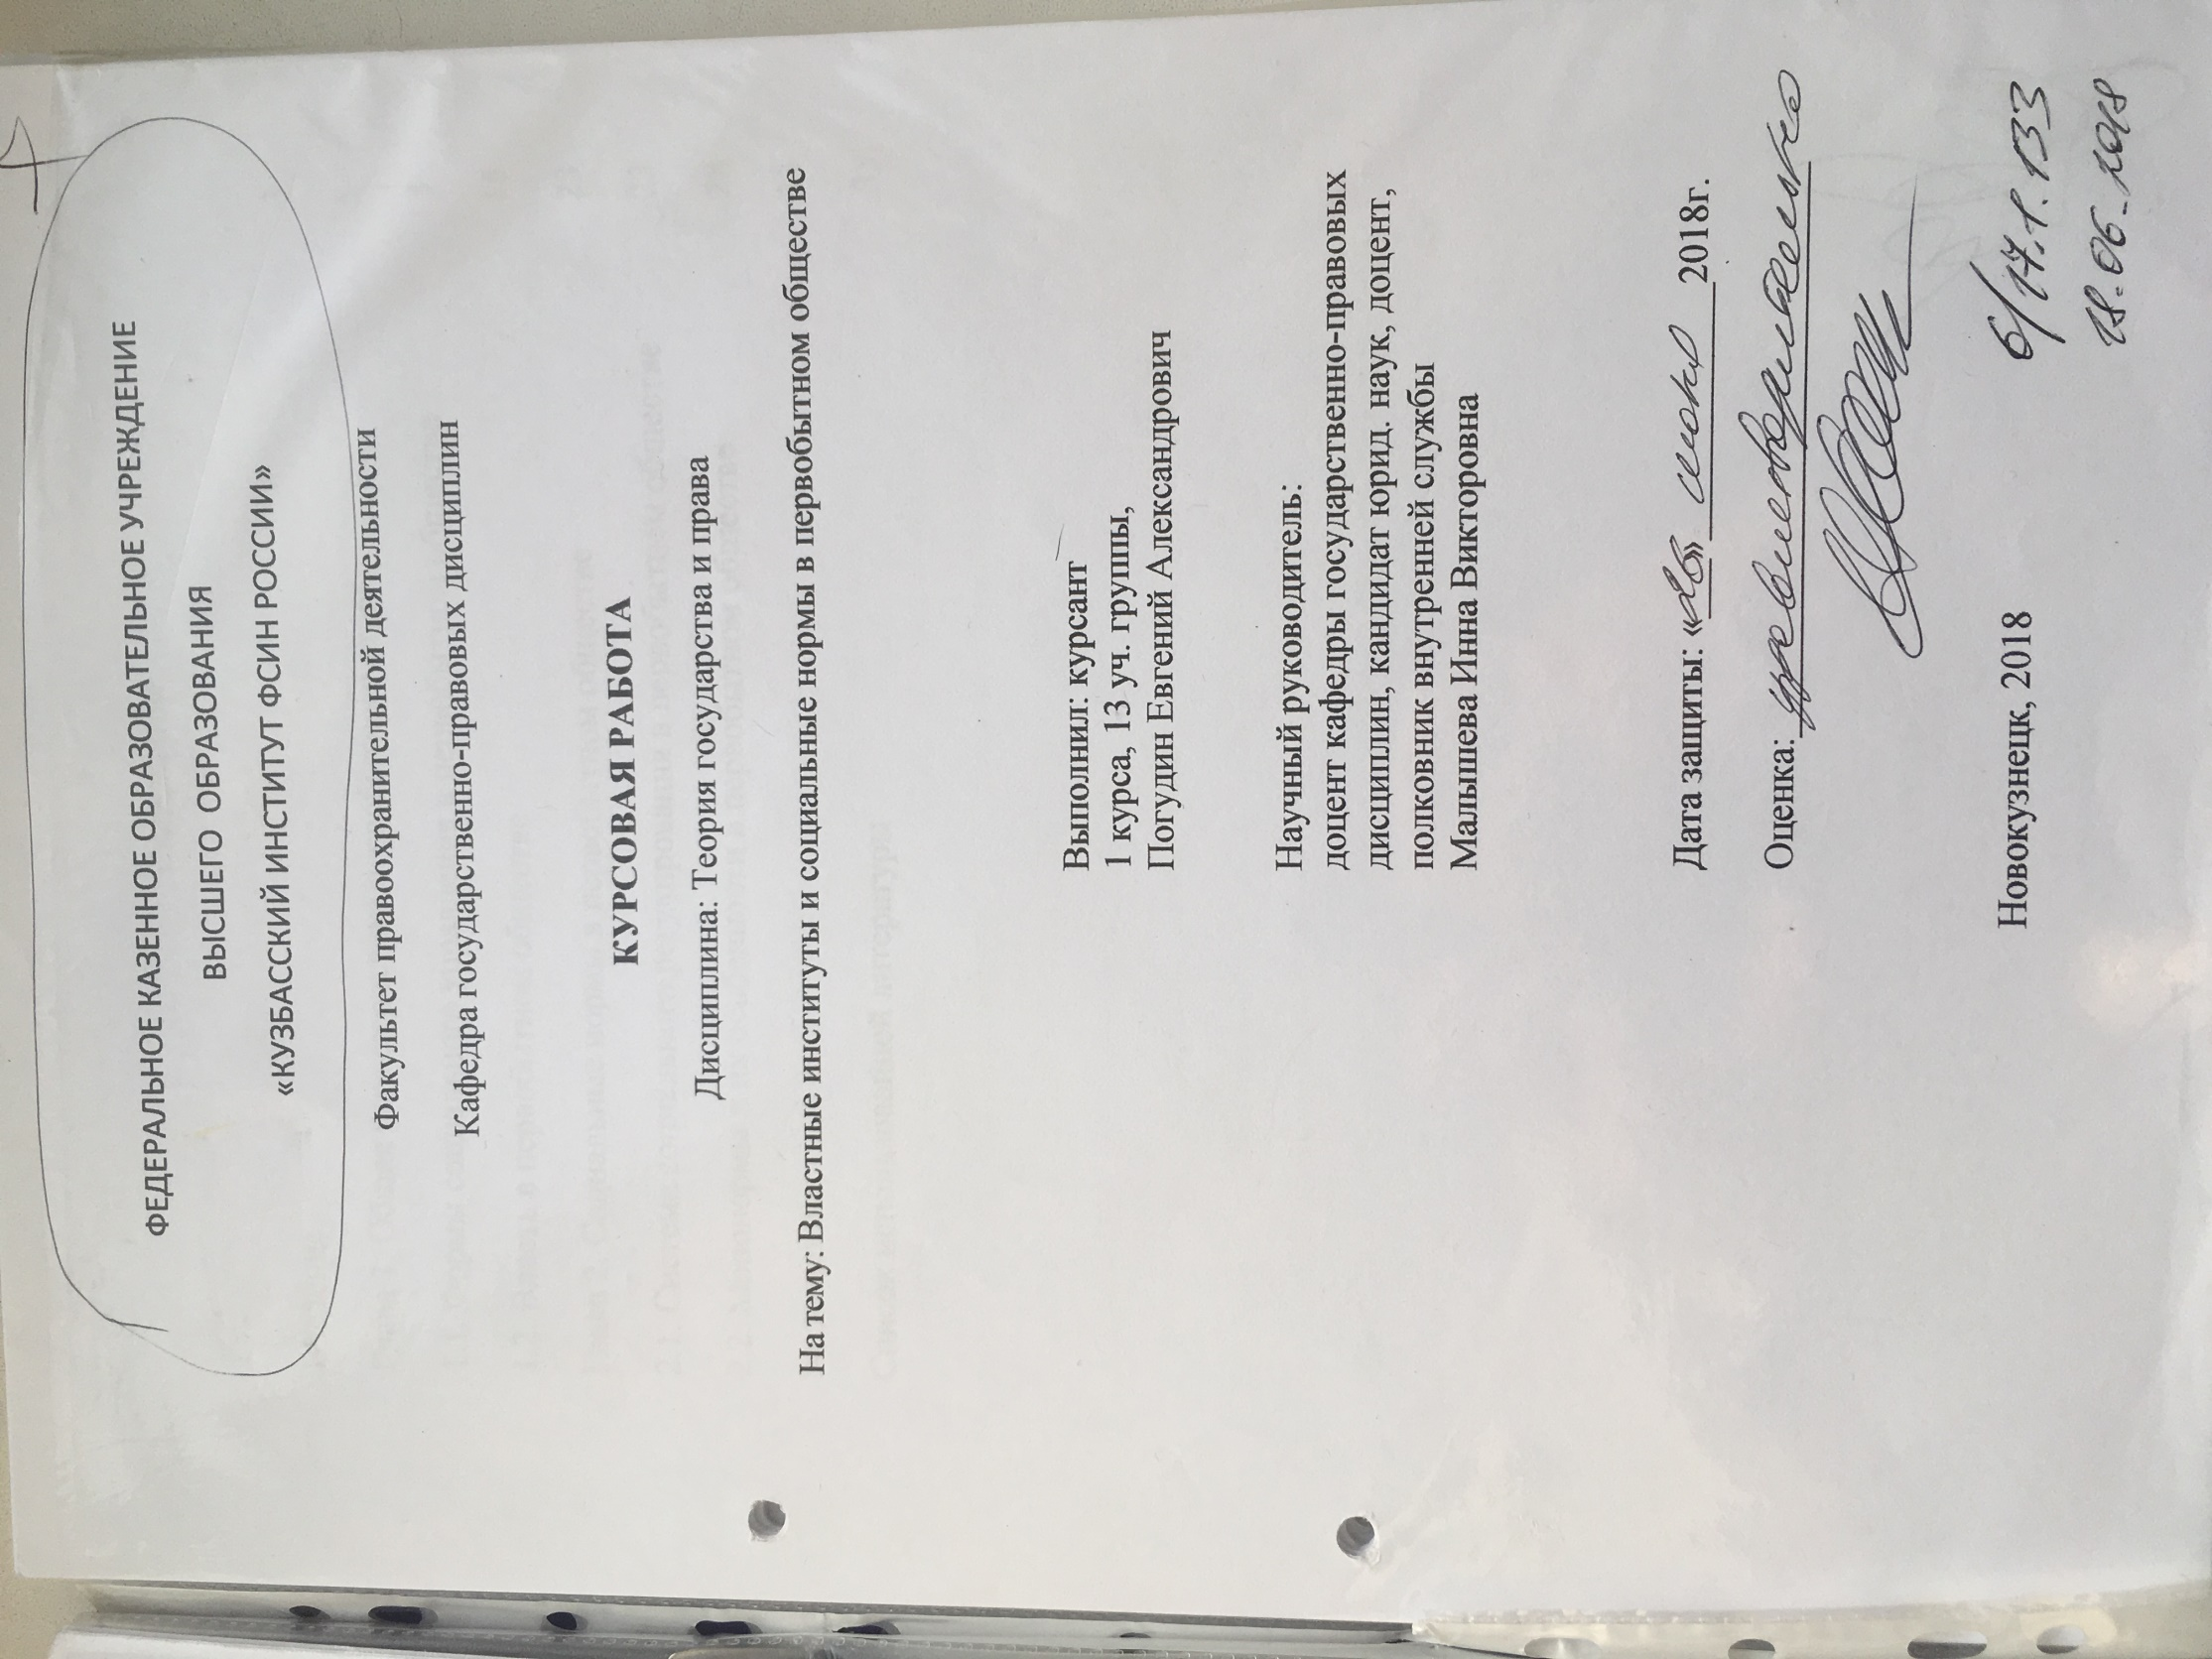 ФЕДЕРАЛЬНОЕ КАЗЕННОЕ ОБРАЗОВАТЕЛЬНОЕ УЧРЕЖДЕНИЕ
ВЫСШЕГО ОБРАЗОВАНИЯ
«КУЗБАССКИЙ ИНСТИТУТ ФСИН РОССИИ»
Факультет правоохранительной деятельности
Кафедра государственно-правовых дисциплин
КУРСОВАЯ РАБОТА
Дисциплина: Теория государства и права
На тему: Властные институты и социальные нормы в первобытном обществе
Выполнил: курсант
1 курса, 13 уч. группы,
Погудин Евгений Александрович
Научный руководитель:
доцент кафедры государственно-правовых
дисциплин, кандидат юрид. наук, доцент,
полковник внутренней службы
Малышева Инна Викторовна
Дата защиты: «26» июня 2018г.
Оценка: удовлетворительно
Новокузнецк, 2018
б/17.1.133
18.06.2018